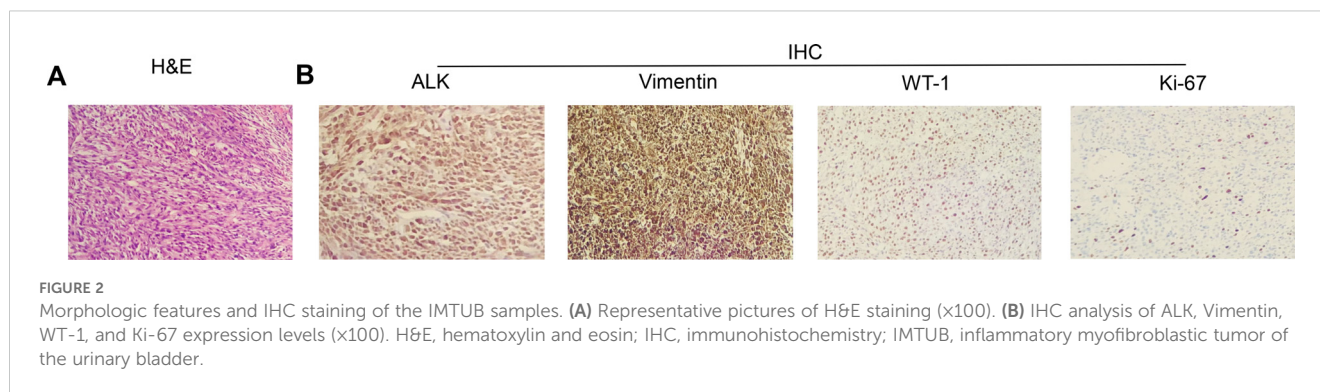 A
H&E
B
IHC
ALK
Vimentin
WT-1
Ki-67
FIGURE 2
Morphologic features and IHC staining of the IMTUB samples. (A) Representative pictures of H&E staining (×100). (B) IHC analysis of ALK, Vimentin,
WT-1, and Ki-67 expression levels (×100). H&E, hematoxylin and eosin; IHC, immunohistochemistry; IMTUB, inflammatory myofibroblastic tumor of
the urinary bladder.